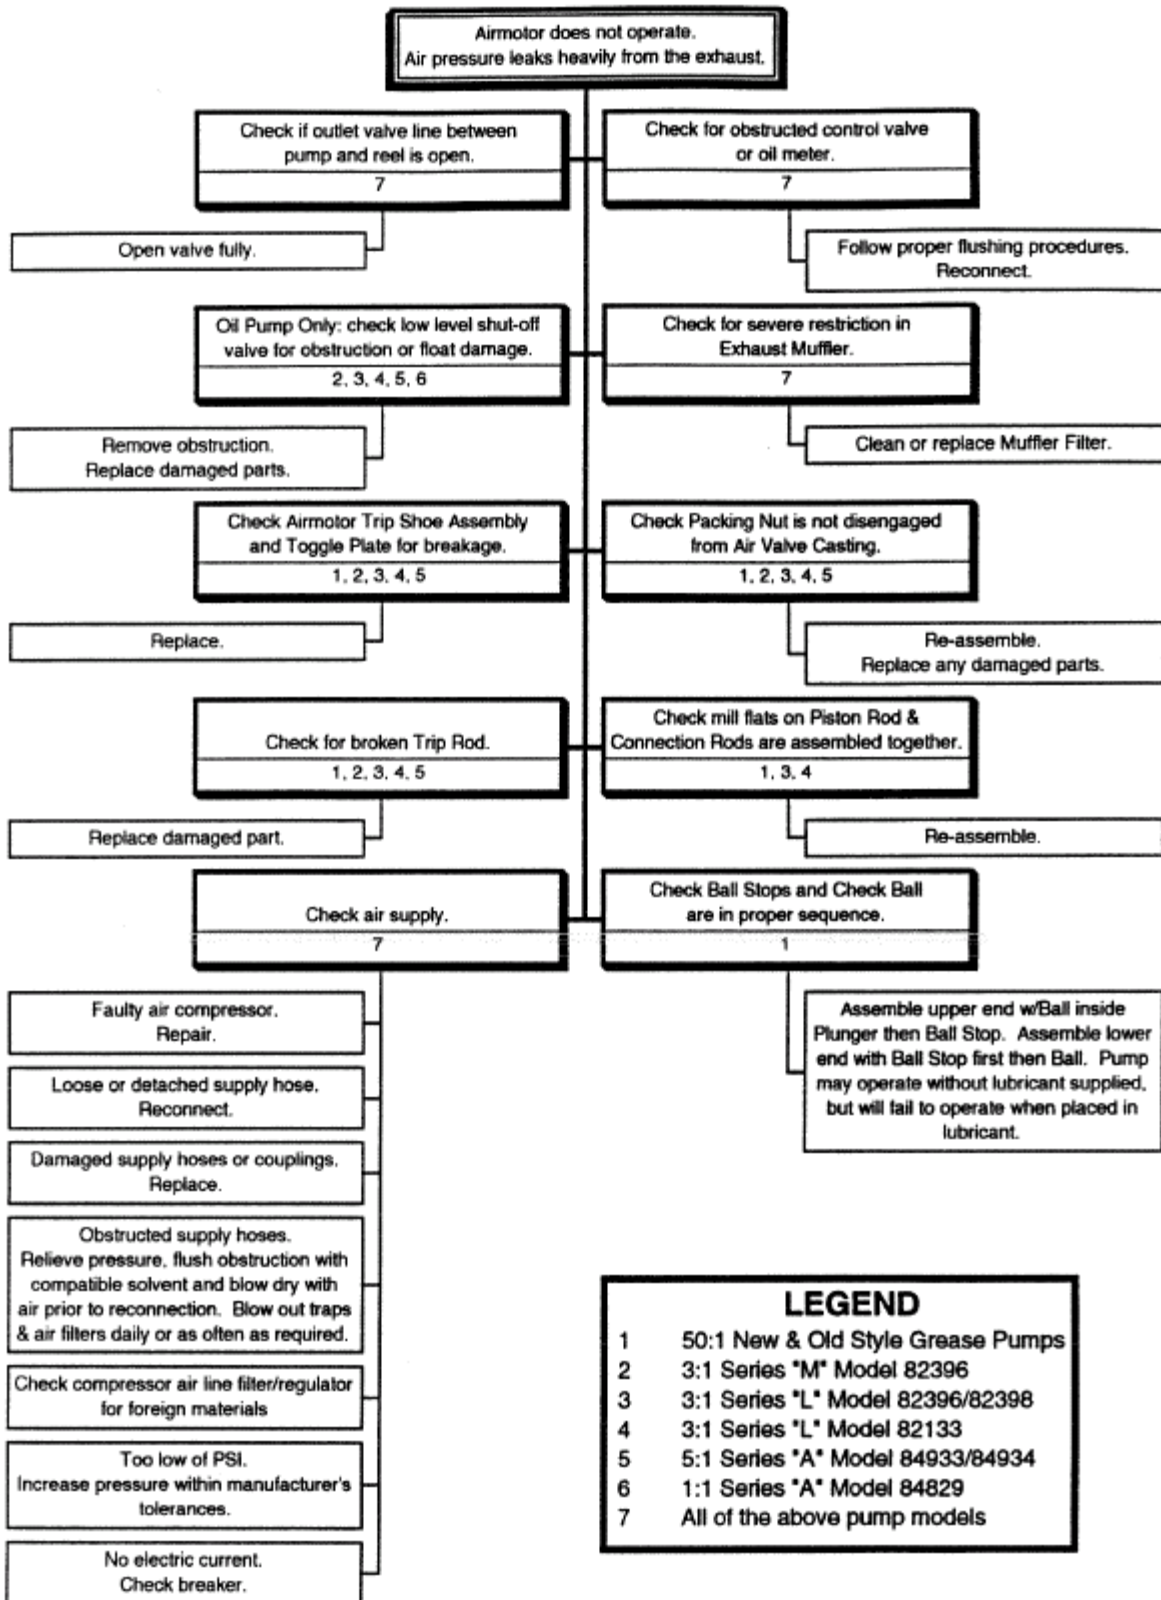 Airmotor does not operate.
Air pressure leaks heavily from the exhaust.
Check if outlet valve line between
pump and reel is open.
7
Open valve fully.
Check for obstructed control valve
or oil meter.
7
Follow proper flushing procedures.
Reconnect.
Oil Pump Only: check low level shut-off
valve for obstruction or float damage.
2, 3, 4, 5, 6
Remove obstruction.
Replace damaged parts.
Check for severe restriction in
Exhaust Muffler.
7
Clean or replace Muffler Filter.
Check Airmotor Trip Shoe Assembly
and Toggle Plate for breakage.
1, 2, 3, 4, 5
Replace.
Check Packing Nut is not disengaged
from Air Valve Casting.
1, 2, 3, 4, 5
Re-assemble.
Replace any damaged parts.
Check for broken Trip Rod.
1, 2, 3, 4, 5
Replace damaged part.
Check mill flats on Piston Rod &
Connection Rods are assembled together.
1, 3, 4
Re-assemble.
Check air supply.
7
Faulty air compressor.
Repair.
Loose or detached supply hose.
Reconnect.
Damaged supply hoses or couplings.
Replace.
Obstructed supply hoses.
Relieve pressure, flush obstruction with
compatible solvent and blow dry with
air prior to reconnection. Blow out traps
& air filters daily or as often as required.
Check compressor air line filter/regulator
for foreign materials
Too low of PSI.
Increase pressure within manufacturer's
tolerances.
No electric current.
Check breaker.
Check Ball Stops and Check Ball
are in proper sequence.
1
Assemble upper end w/Ball inside
Plunger then Ball Stop. Assemble lower
end with Ball Stop first then Ball. Pump
may operate without lubricant supplied,
but will fail to operate when placed in
lubricant.
LEGEND
1 50:1 New & Old Style Grease Pumps
2 3:1 Series "M" Model 82396
3 3:1 Series "L" Model 82396/82398
4 3:1 Series "L" Model 82133
5 5:1 Series "A" Model 84933/84934
6 1:1 Series "A" Model 84829
7 All of the above pump models